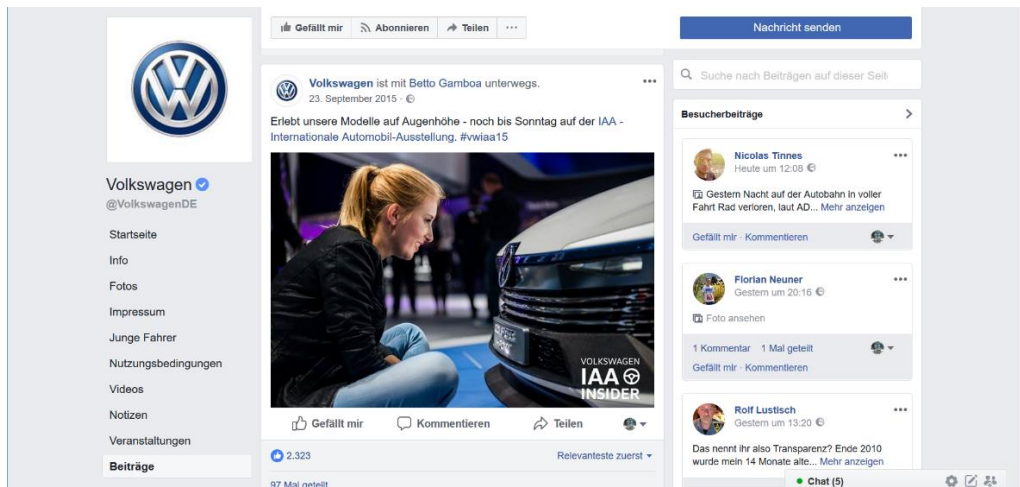 Gefällt mir Abonnieren Teilen ...
Nachricht senden
Volkswagen
@VolkswagenDE
Startseite
Info
Fotos
Impressum
Junge Fahrer
Nutzungsbedingungen
Videos
Notizen
Veranstaltungen
Beiträge
Volkswagen ist mit Betto Gamboa unterwegs.
23. September 2015 ·
Erlebt unsere Modelle auf Augenhöhe - noch bis Sonntag auf der IAA -
Internationale Automobil-Ausstellung. #vwiaa15
VOLKSWAGEN
IAA
INSIDER
Gefällt mir Kommentieren Teilen
2.323 Relevanteste zuerst
97 Mal geteilt
Suche nach Beiträgen auf dieser Seit
Besucherbeiträge
Nicolas Tinnes
Heute um 12:08
Gestern Nacht auf der Autobahn in voller
Fahrt Rad verloren, laut AD... Mehr anzeigen
Gefällt mir · Kommentieren
Florian Neuner
Gestern um 20:16
Foto ansehen
1 Kommentar 1 Mal geteilt
Gefällt mir · Kommentieren
Rolf Lustisch
Gestern um 13:20
Das nennt ihr also Transparenz? Ende 2010
wurde mein 14 Monate alte... Mehr anzeigen
Chat (5)